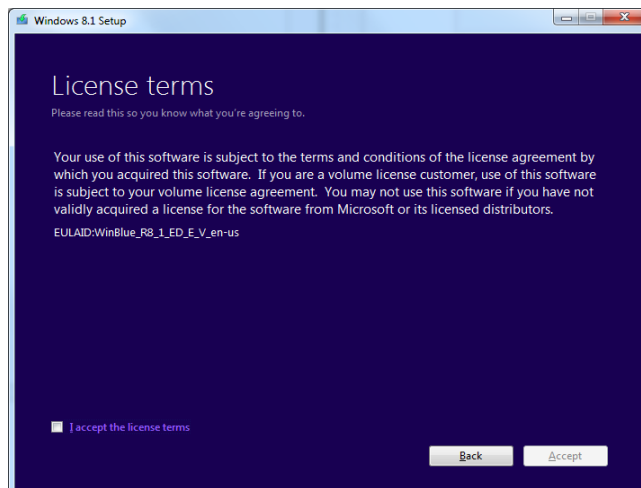 Windows 8.1 Setup
License terms
Please read this so you know what you're agreeing to.
Your use of this software is subject to the terms and conditions of the license agreement by
which you acquired this software.  If you are a volume license customer, use of this software
is subject to your volume license agreement.  You may not use this software if you have not
validly acquired a license for the software from Microsoft or its licensed distributors.
EULAID:WinBlue_R8_1_ED_E_V_en-us
I accept the license terms
Back
Accept